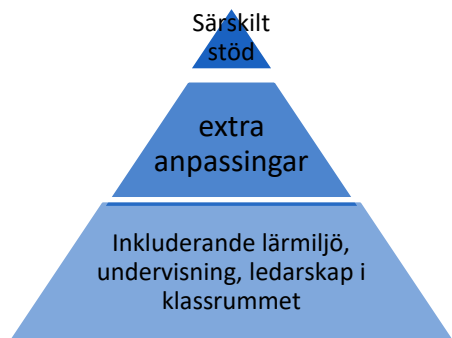 Särskilt
stöd
extra
anpassingar
Inkluderande lärmiljö,
undervisning, ledarskap i
klassrummet